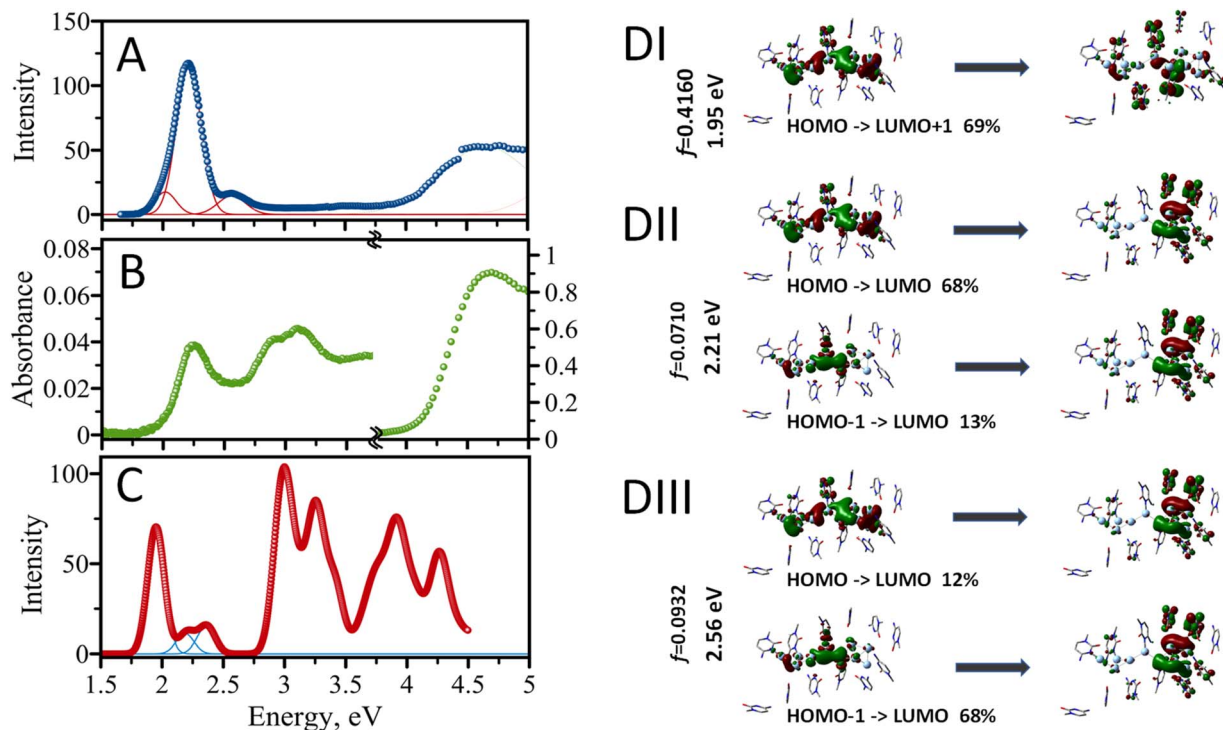 A
150
100
50
0
Intensity
B
0.08
0.06
0.04
0.02
0
Absorbance
1
0.8
0.6
0.4
0.2
0
C
100
50
0
Intensity
1.5 2.0 2.5 3 3.5 4.0 4.5 5
Energy, eV
DI
f=0.4160
1.95 eV
HOMO -> LUMO+1 69%
DII
f=0.0710
2.21 eV
HOMO -> LUMO 68%
HOMO-1 -> LUMO 13%
DIII
f=0.0932
2.56 eV
HOMO -> LUMO 12%
HOMO-1 -> LUMO 68%